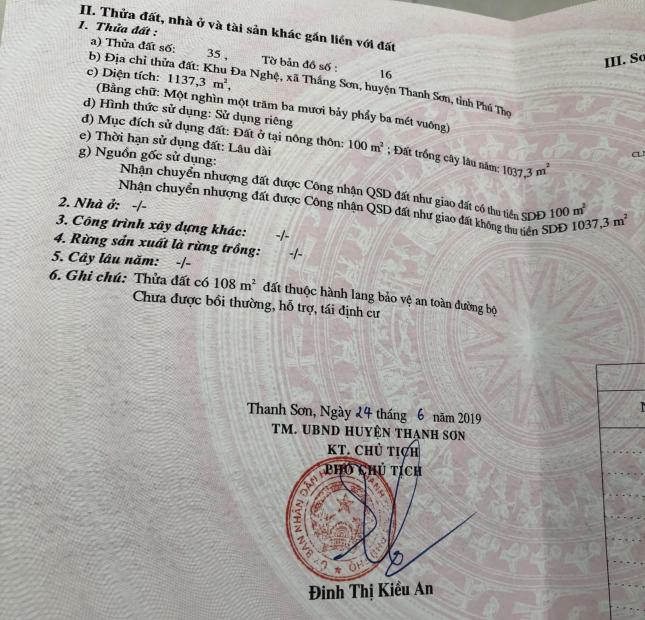 II. Thửa đất, nhà ở và tài sản khác gắn liền với đất
1. Thửa đất :
a) Thửa đất số: 35 , Tờ bản đồ số : 16
b) Địa chỉ thửa đất: Khu Đa Nghệ, xã Thắng Sơn, huyện Thanh Sơn, tỉnh Phú Thọ
c) Diện tích: 1137,3 m²,
(Bằng chữ: Một nghìn một trăm ba mươi bảy phẩy ba mét vuông)
d) Hình thức sử dụng: Sử dụng riêng
đ) Mục đích sử dụng đất: Đất ở tại nông thôn: 100 m² ; Đất trồng cây lâu năm: 1037,3 m²
e) Thời hạn sử dụng đất: Lâu dài
g) Nguồn gốc sử dụng:
Nhận chuyển nhượng đất được Công nhận QSD đất như giao đất có thu tiền SDĐ 100 m²
Nhận chuyển nhượng đất được Công nhận QSD đất như giao đất không thu tiền SDĐ 1037,3 m²
2. Nhà ở: -/-
3. Công trình xây dựng khác: -/-
4. Rừng sản xuất là rừng trồng: -/-
5. Cây lâu năm: -/-
6. Ghi chú: Thửa đất có 108 m² đất thuộc hành lang bảo vệ an toàn đường bộ
Chưa được bồi thường, hỗ trợ, tái định cư
Thanh Sơn, Ngày 24 tháng 6 năm 2019
TM. UBND HUYỆN THANH SƠN
KT. CHỦ TỊCH
PHÓ CHỦ TỊCH
Đinh Thị Kiều An
III.